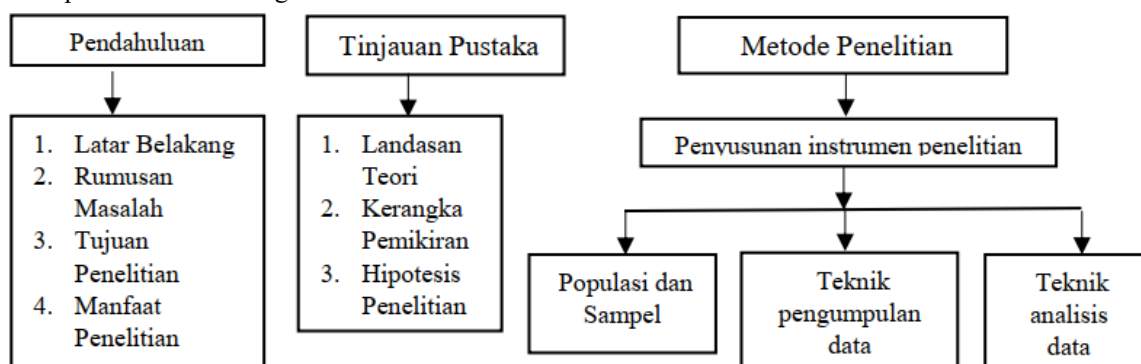 Pendahuluan
1. Latar Belakang
2. Rumusan
Masalah
3. Tujuan
Penelitian
4. Manfaat
Penelitian
Tinjauan Pustaka
1. Landasan
Teori
2. Kerangka
Pemikiran
3. Hipotesis
Penelitian
Metode Penelitian
Penyusunan instrumen penelitian
Populasi dan
Sampel
Teknik
pengumpulan
data
Teknik
analisis
data